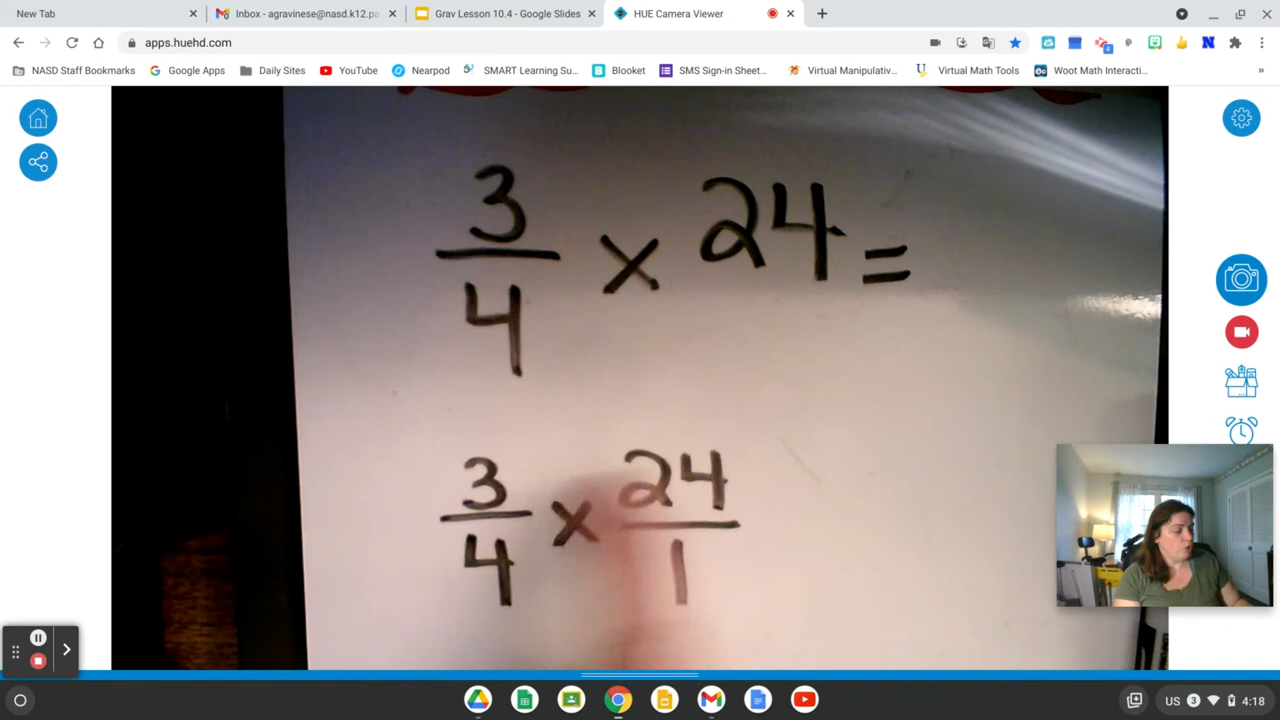 New Tab
Inbox - agravinese@nasd.k12.pa
Grav Lesson 10.4 - Google Slides
HUE Camera Viewer
apps.huehd.com
4
NASD Staff Bookmarks
Google Apps
Daily Sites
YouTube
Nearpod
SMART Learning Su...
Blooket
SMS Sign-in Sheet...
Virtual Manipulativ...
Virtual Math Tools
Woot Math Interacti...
»
3/4 × 24 =
3/4 × 24/1
US 3 4:18